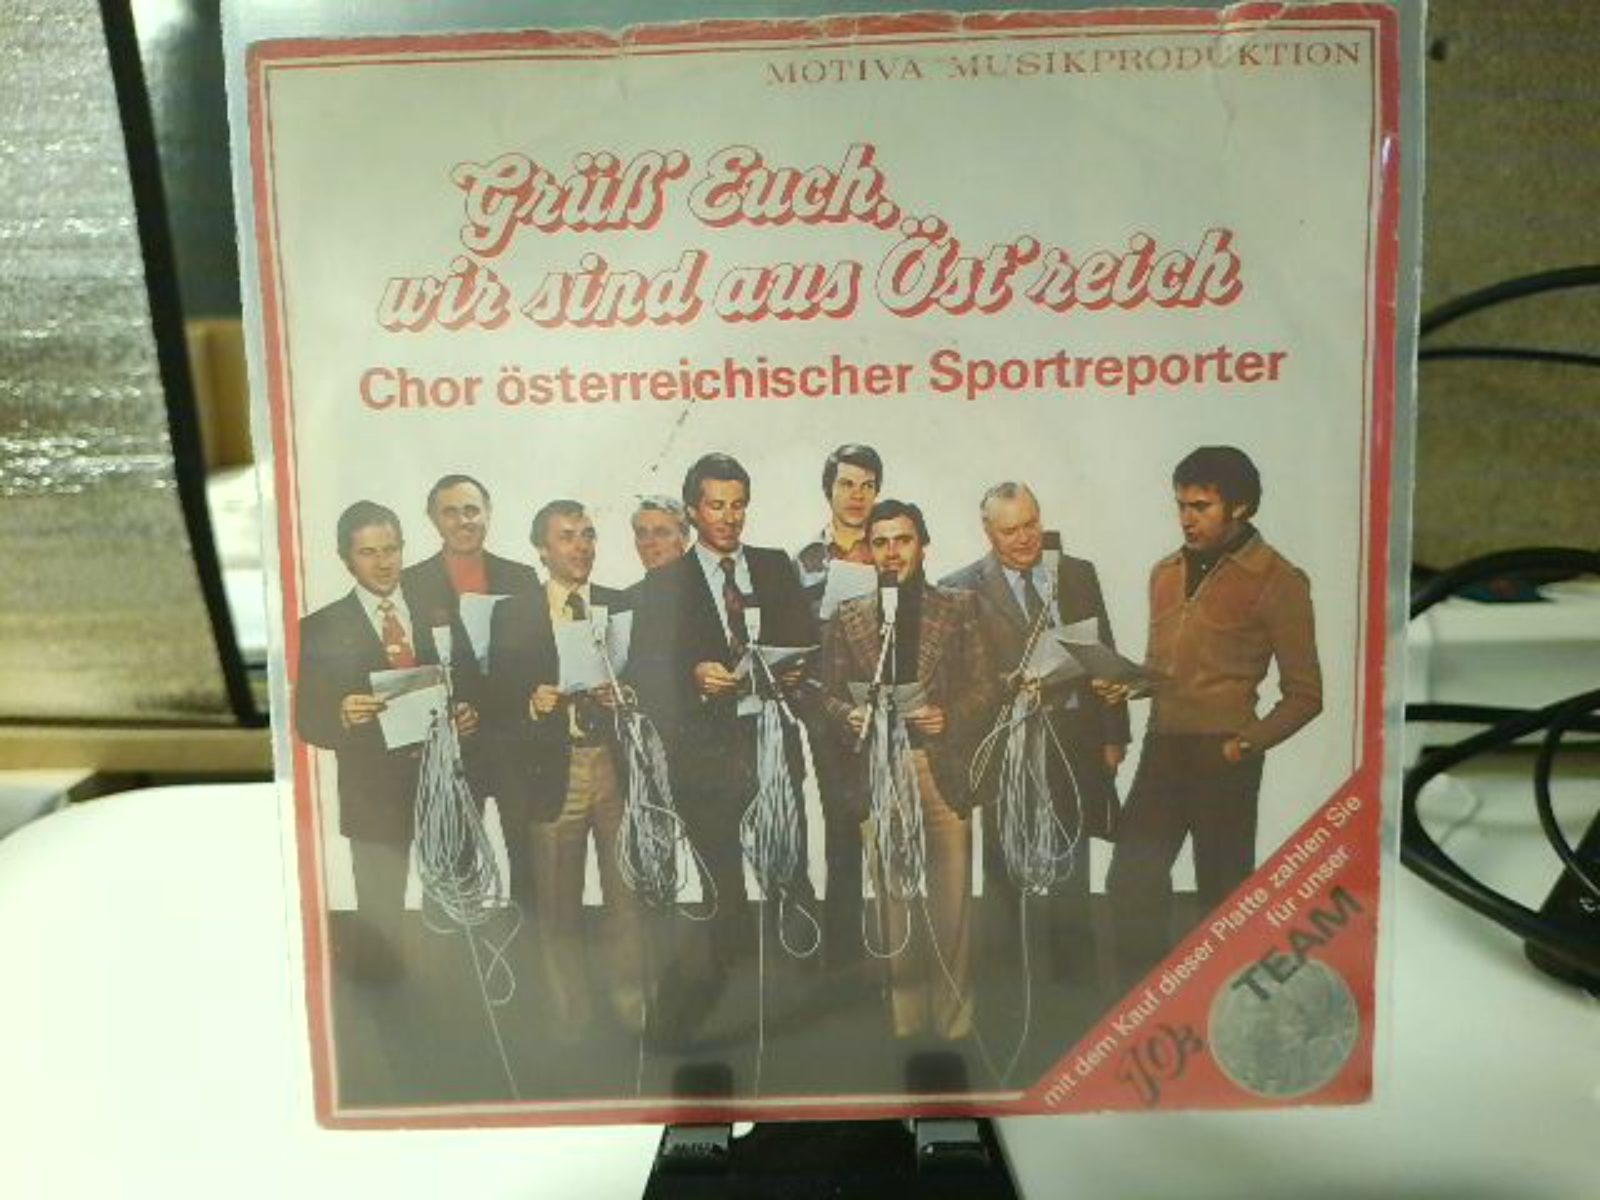 MOTIVA MUSIKPRODUKTION
Grüß' Euch,
wir sind aus Öst'reich
Chor österreichischer Sportreporter
mit dem Kauf dieser Platte zahlen Sie
für unser
TEAM